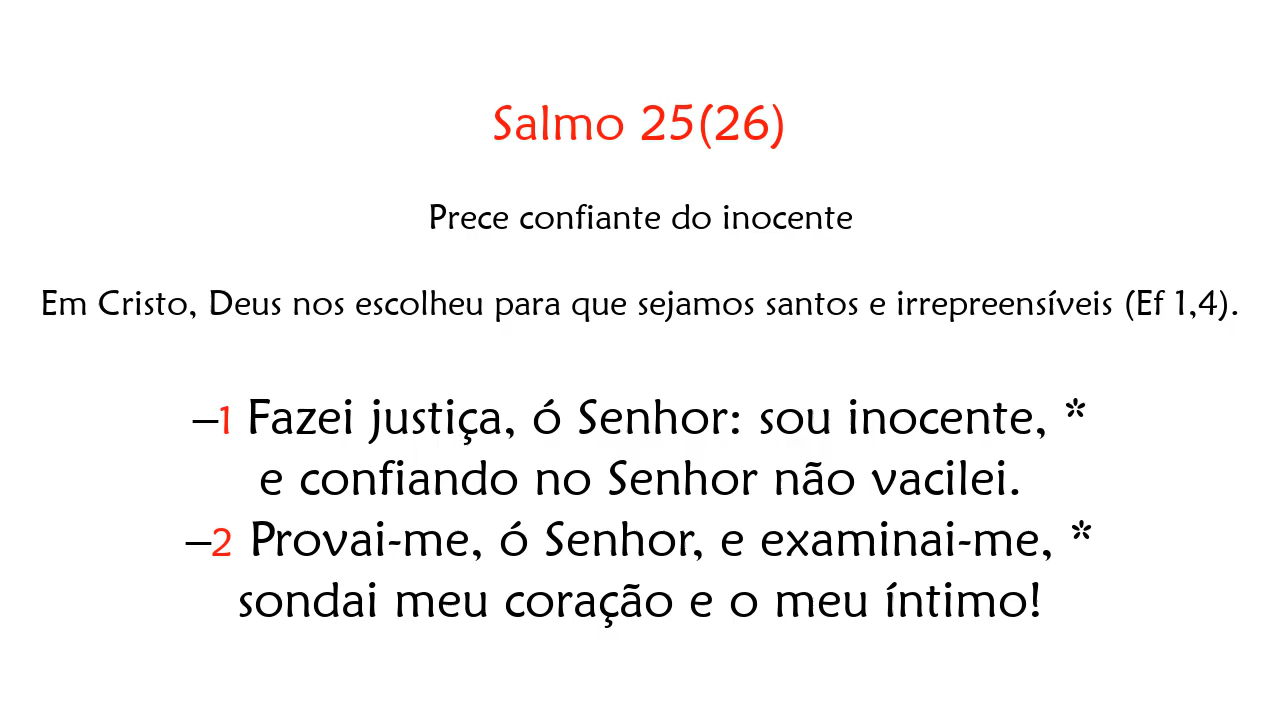 Salmo 25(26)
Prece confiante do inocente
Em Cristo, Deus nos escolheu para que sejamos santos e irrepreensíveis (Ef 1,4).
–1 Fazei justiça, ó Senhor: sou inocente, *
e confiando no Senhor não vacilei.
–2 Provai-me, ó Senhor, e examinai-me, *
sondai meu coração e o meu íntimo!